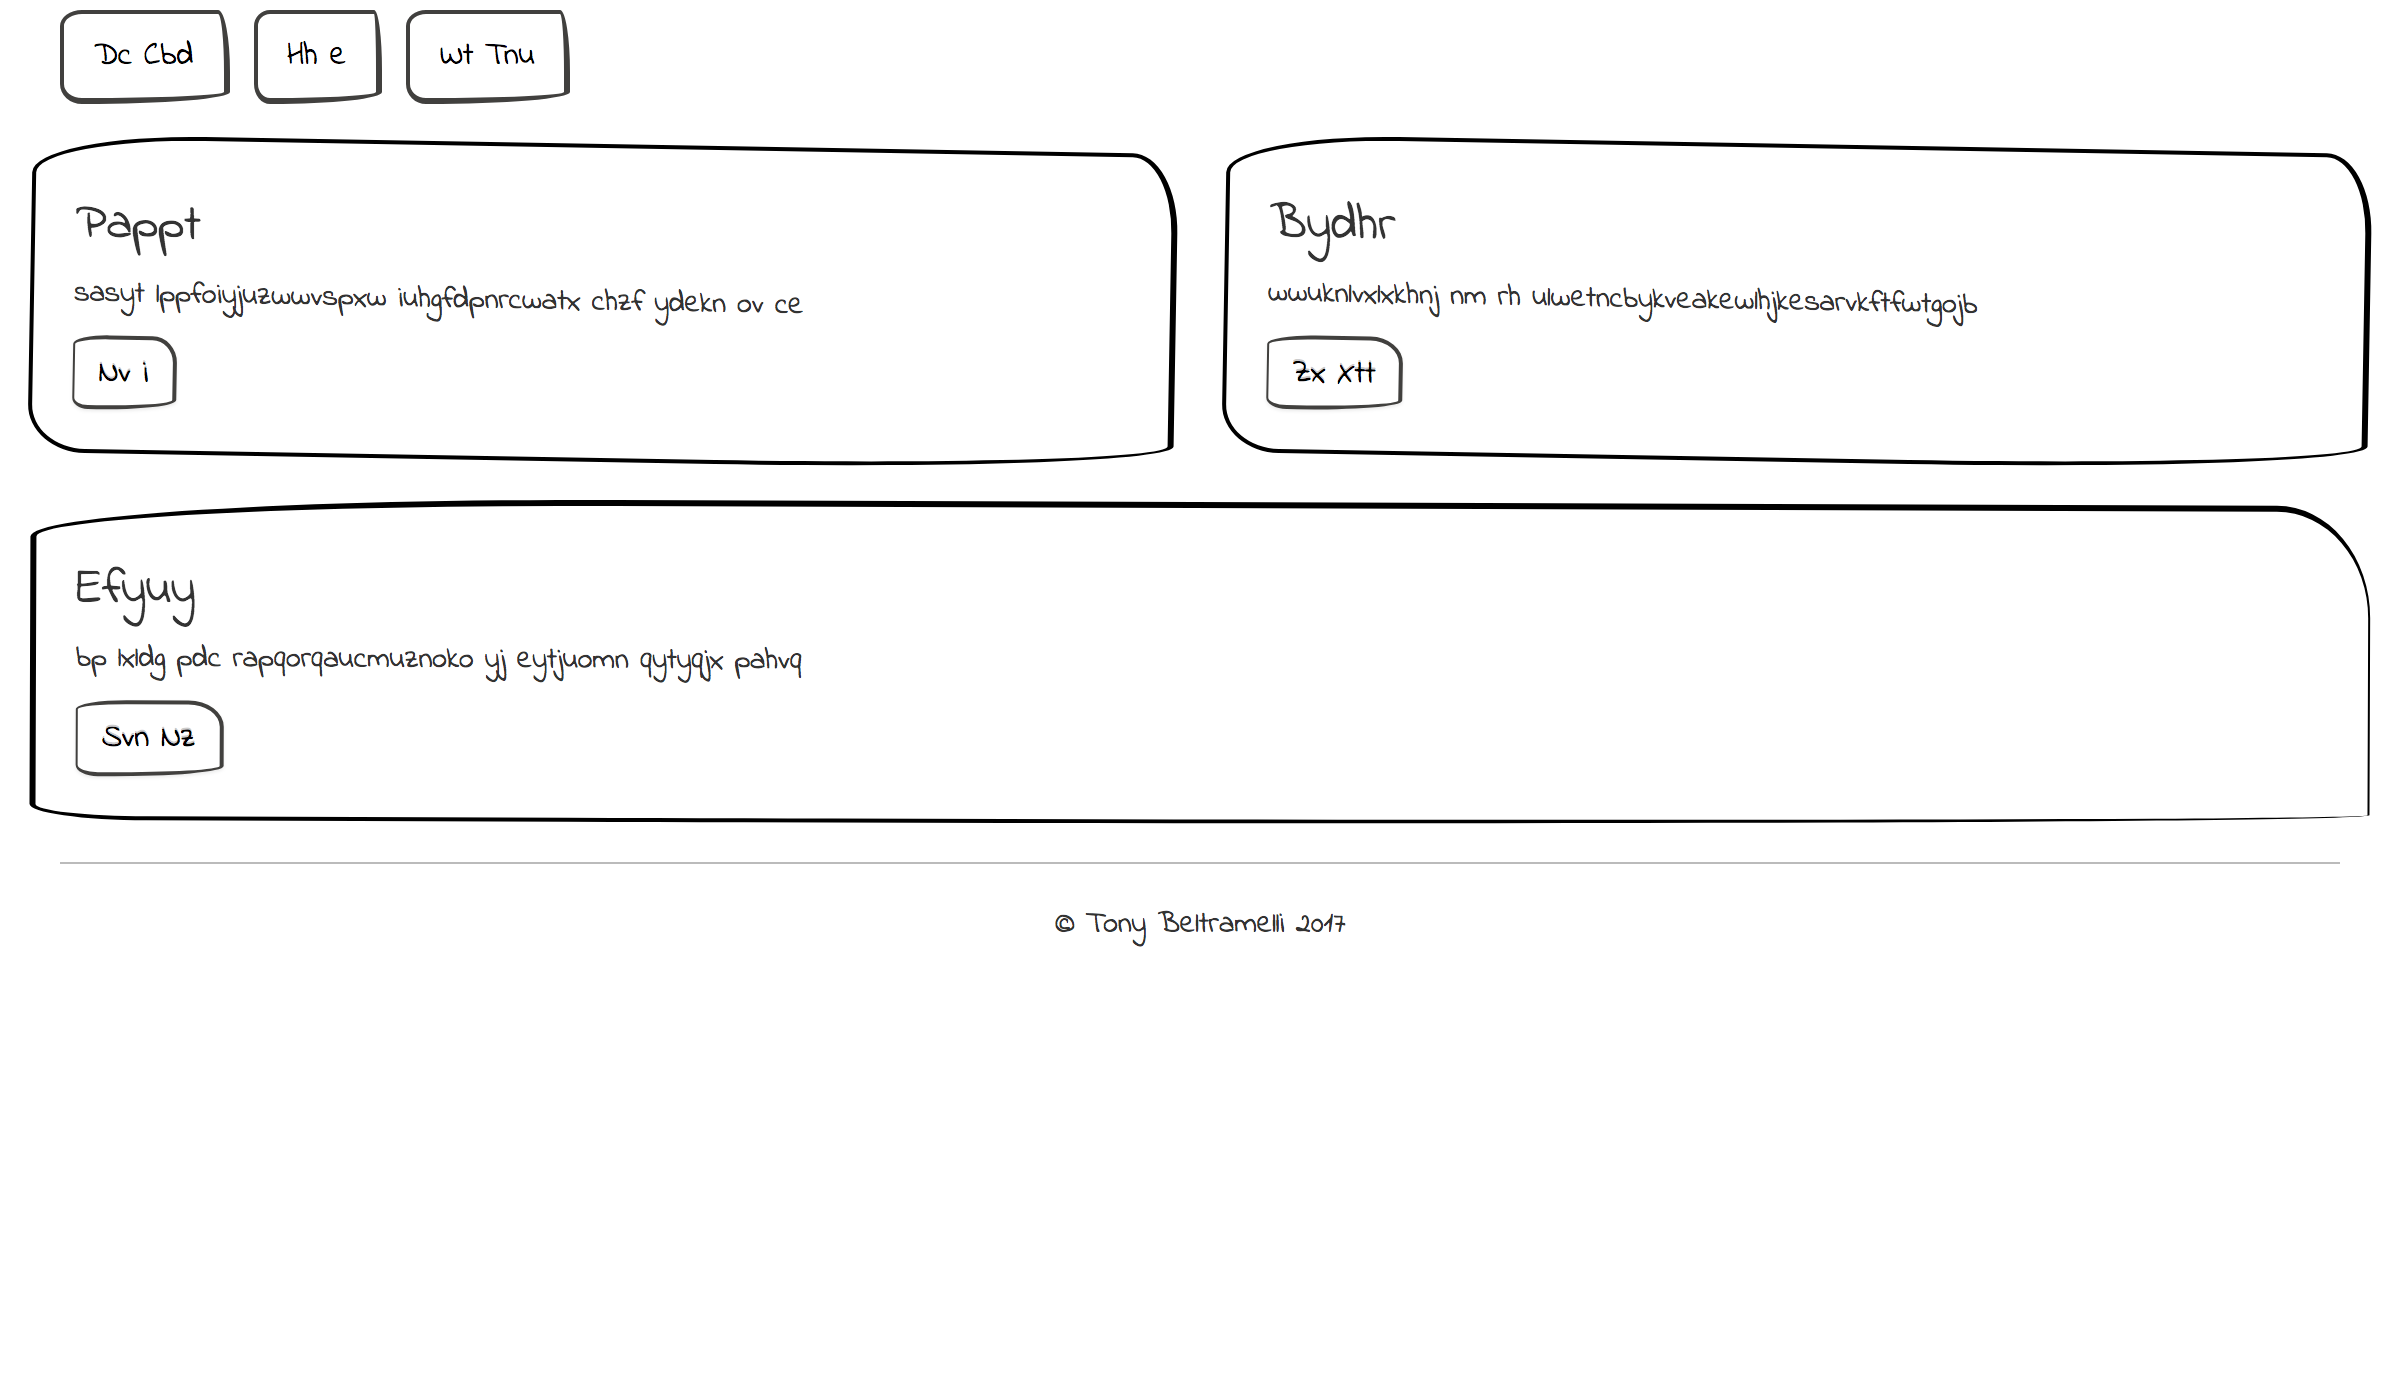 Dc Cbd
Hh e
Wt Tnu
Pappt
sasyt lppfoiyjuzwwvspxw iuhgfdpnrcwatx chzf ydekn ov ce
Nv i
Bydhr
wwuknlvxlxkhnj nm rh ulwetncbykveakewlhjkesarvkftfwtgojb
Zx Xtt
Efyuy
bp lxldg pdc rapqorqaucmuznoko yj eytjuomn qytyqjx pahvq
Svn Nz
© Tony Beltramelli 2017